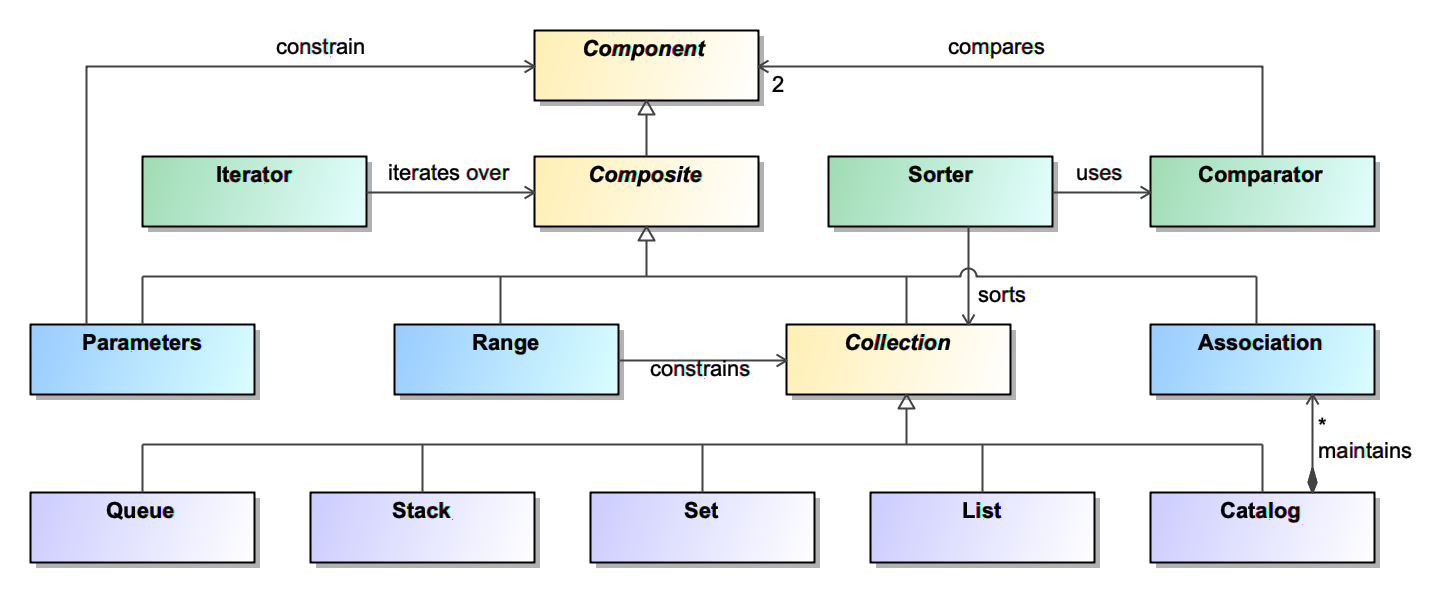 constrain
Component
compares
2
Iterator
iterates over
Composite
Sorter
uses
Comparator
sorts
Parameters
Range
constrains
Collection
Association
*
maintains
Queue
Stack
Set
List
Catalog